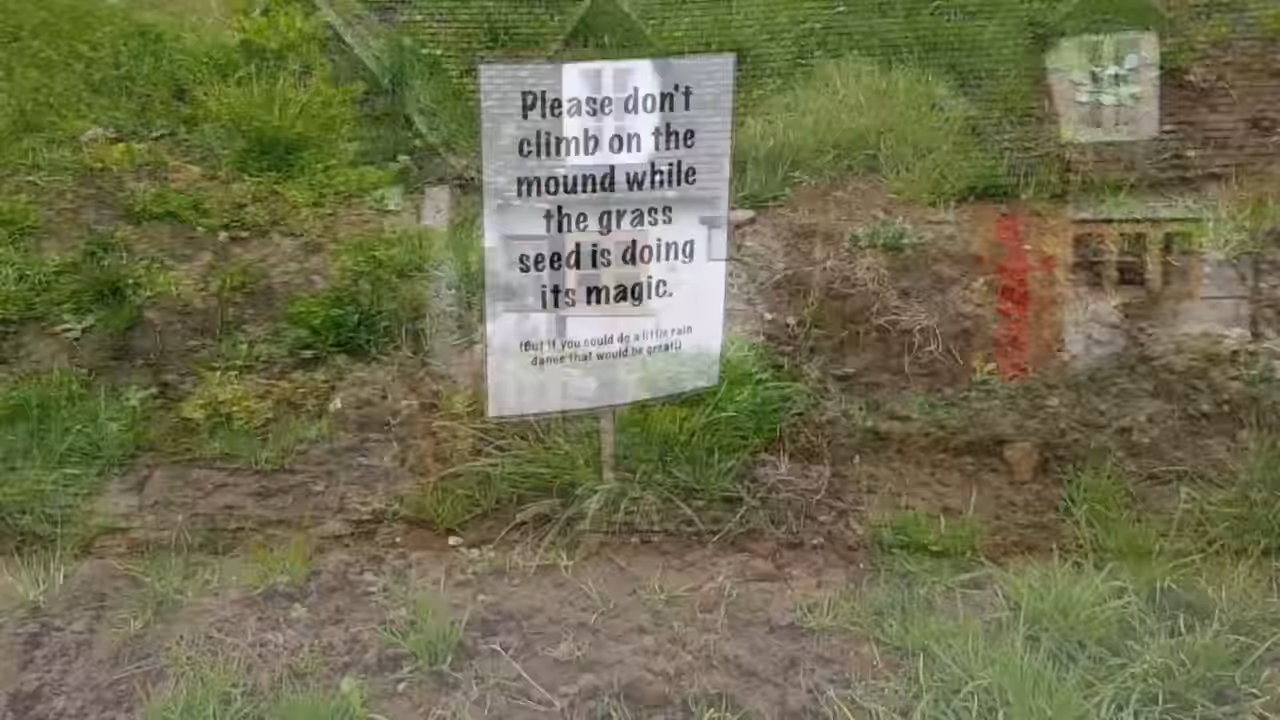 Please don't
climb on the
mound while
the grass
seed is doing
its magic.
(But if you could do a little rain
dance that would be great!)